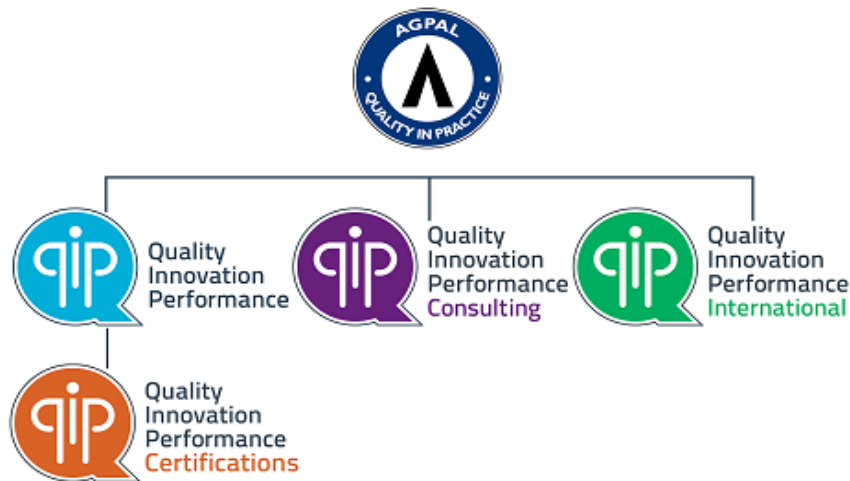 AGPAL
QUALITY IN PRACTICE
qip
Quality
Innovation
Performance
qip
Quality
Innovation
Performance
Consulting
qip
Quality
Innovation
Performance
International
qip
Quality
Innovation
Performance
Certifications